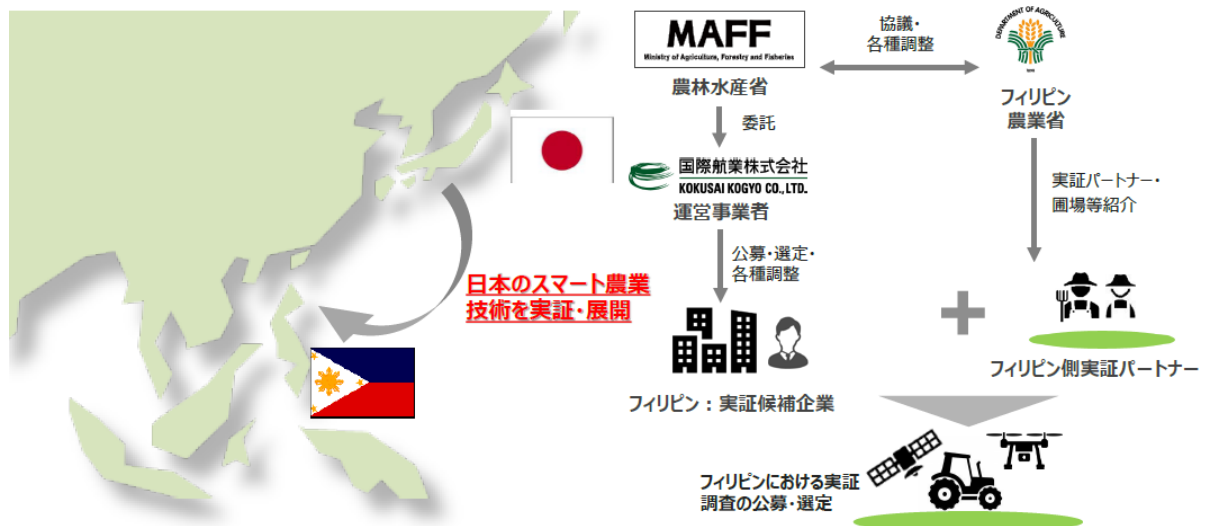 MAFF
Ministry of Agriculture, Forestry and Fisheries
農林水産省
協議・
各種調整
DEPARTMENT OF AGRICULTURE
フィリピン
農業省
委託
国際航業株式会社
KOKUSAI KOGYO CO., LTD.
運営事業者
実証パートナー・
圃場等紹介
公募・選定・
各種調整
日本のスマート農業
技術を実証・展開
フィリピン：実証候補企業
フィリピン側実証パートナー
フィリピンにおける実証
調査の公募・選定